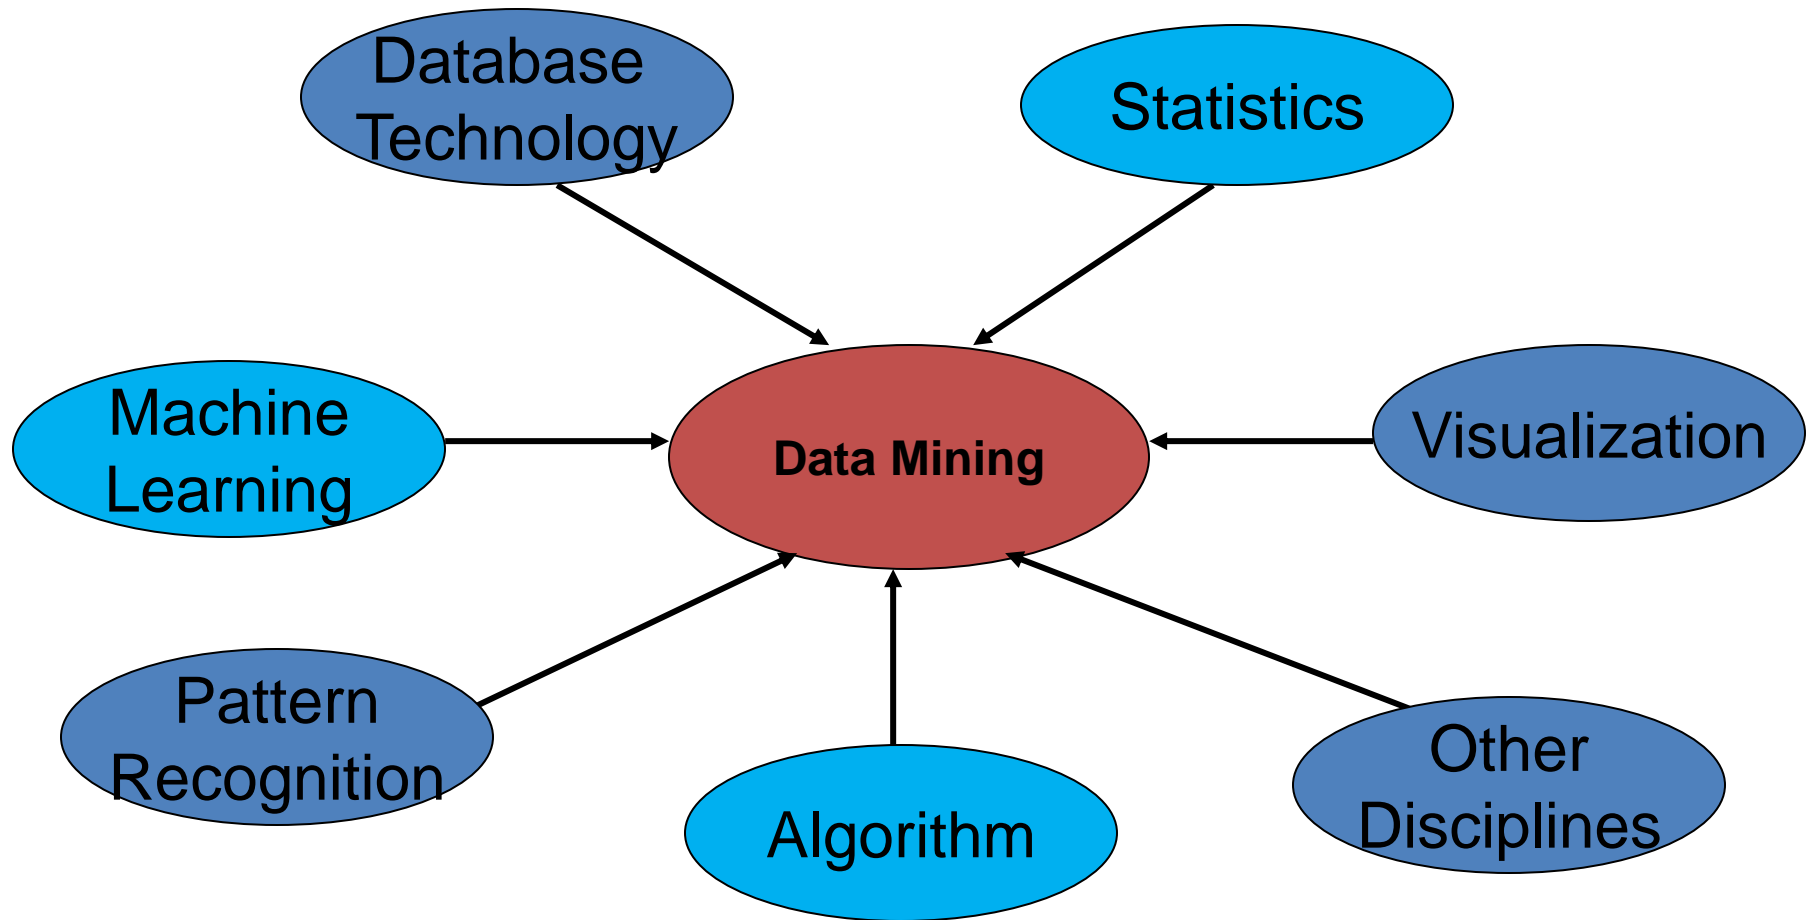 Database
Technology
Statistics
Machine
Learning
Data Mining
Visualization
Pattern
Recognition
Algorithm
Other
Disciplines